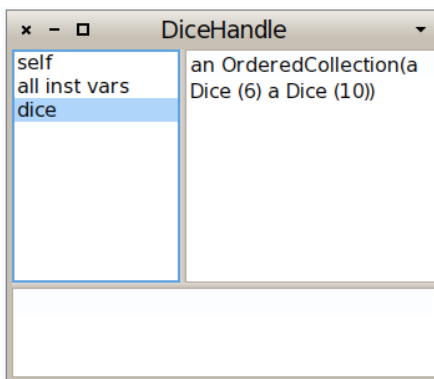 DiceHandle
self
all inst vars
dice
an OrderedCollection(a
Dice (6) a Dice (10))